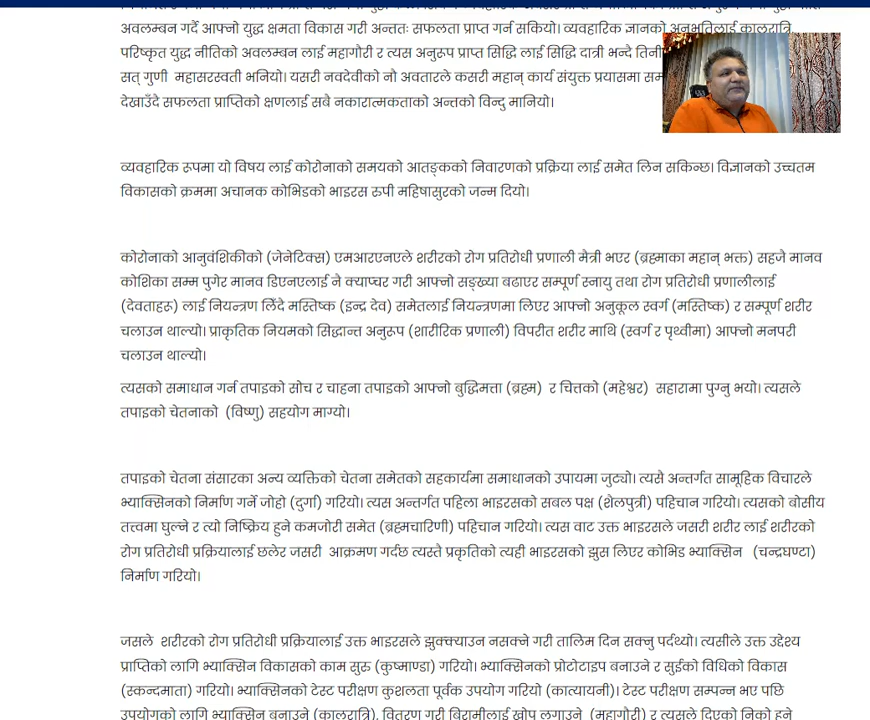 अवलम्बन गर्दै आफ्नो युद्ध क्षमता विकास गरी अन्ततः सफलता प्राप्त गर्न सकियो। व्यवहारिक ज्ञानको अनुभूतिलाई कालरात्रि,
परिष्कृत युद्ध नीतिको अवलम्बन लाई महागौरी र त्यस अनुरूप प्राप्त सिद्धि लाई सिद्धि दात्री भन्दै तिनी
सत् गुणी महासरस्वती भनियो। यसरी नवदेवीको नौ अवतारले कसरी महान् कार्य संयुक्त प्रयासमा
देखाउँदै सफलता प्राप्तिको क्षणलाई सबै नकारात्मकताको अन्तको विन्दु मानियो।
व्यवहारिक रूपमा यो विषय लाई कोरोनाको समयको आतङ्कको निवारणको प्रक्रिया लाई समेत लिन सकिन्छ। विज्ञानको उच्चतम
विकासको क्रममा अचानक कोभिडको भाइरस रुपी महिषासुरको जन्म दियो।
कोरोनाको आनुवंशिकीको (जेनेटिक्स) एमआरएनएले शरीरको रोग प्रतिरोधी प्रणाली मैत्री भएर (ब्रह्माका महान् भक्त) सहजै मानव
कोशिका सम्म पुगेर मानव डिएनएलाई नै क्याप्चर गरी आफ्नो सङ्ख्या बढाएर सम्पूर्ण स्नायु तथा रोग प्रतिरोधी प्रणालीलाई
(देवताहरू) लाई नियन्त्रण लिँदै मस्तिष्क (इन्द्र देव) समेतलाई नियन्त्रणमा लिएर आफ्नो अनुकूल स्वर्ग (मस्तिष्क) र सम्पूर्ण शरीर
चलाउन थाल्यो। प्राकृतिक नियमको सिद्धान्त अनुरूप (शारीरिक प्रणाली) विपरीत शरीर माथि (स्वर्ग र पृथ्वीमा) आफ्नो मनपरी
चलाउन थाल्यो।
त्यसको समाधान गर्न तपाइको सोच र चाहना तपाइको आफ्नो बुद्धिमत्ता (ब्रह्म) र चित्तको (महेश्वर) सहारामा पुग्नु भयो। त्यसले
तपाइको चेतनाको (विष्णु) सहयोग माग्यो।
तपाइको चेतना संसारका अन्य व्यक्तिको चेतना समेतको सहकार्यमा समाधानको उपायमा जुट्यो। त्यसै अन्तर्गत सामूहिक विचारले
भ्याक्सिनको निर्माण गर्ने जोहो (दुर्गा) गरियो। त्यस अन्तर्गत पहिला भाइरसको सबल पक्ष (शेलपुत्री) पहिचान गरियो। त्यसको बोसीय
तत्त्वमा घुल्ने र त्यो निष्क्रिय हुने कमजोरी समेत (ब्रह्मचारिणी) पहिचान गरियो। त्यस वाट उक्त भाइरसले जसरी शरीर लाई शरीरको
रोग प्रतिरोधी प्रक्रियालाई छलेर जसरी आक्रमण गर्दछ त्यस्तै प्रकृतिको त्यही भाइरसको झुस लिएर कोभिड भ्याक्सिन (चन्द्रघण्टा)
निर्माण गरियो।
जसले शरीरको रोग प्रतिरोधी प्रक्रियालाई उक्त भाइरसले झुक्क्याउन नसक्ने गरी तालिम दिन सक्नु पर्दथ्यो। त्यसीले उक्त उद्देश्य
प्राप्तिको लागि भ्याक्सिन विकासको काम सुरु (कुष्माण्डा) गरियो। भ्याक्सिनको प्रोटोटाइप बनाउने र सुईको विधिको विकास
(स्कन्दमाता) गरियो। भ्याक्सिनको टेस्ट परीक्षण कुशलता पूर्वक उपयोग गरियो (कात्यायनी)। टेस्ट परीक्षण सम्पन्न भए पछि
उपयोगको लागि भ्याक्सिन बनाउने (कालरात्रि), वितरण गरी बिरामीलाई खोप लगाउने (महागौरी) र त्यसले दिएको निको हुने